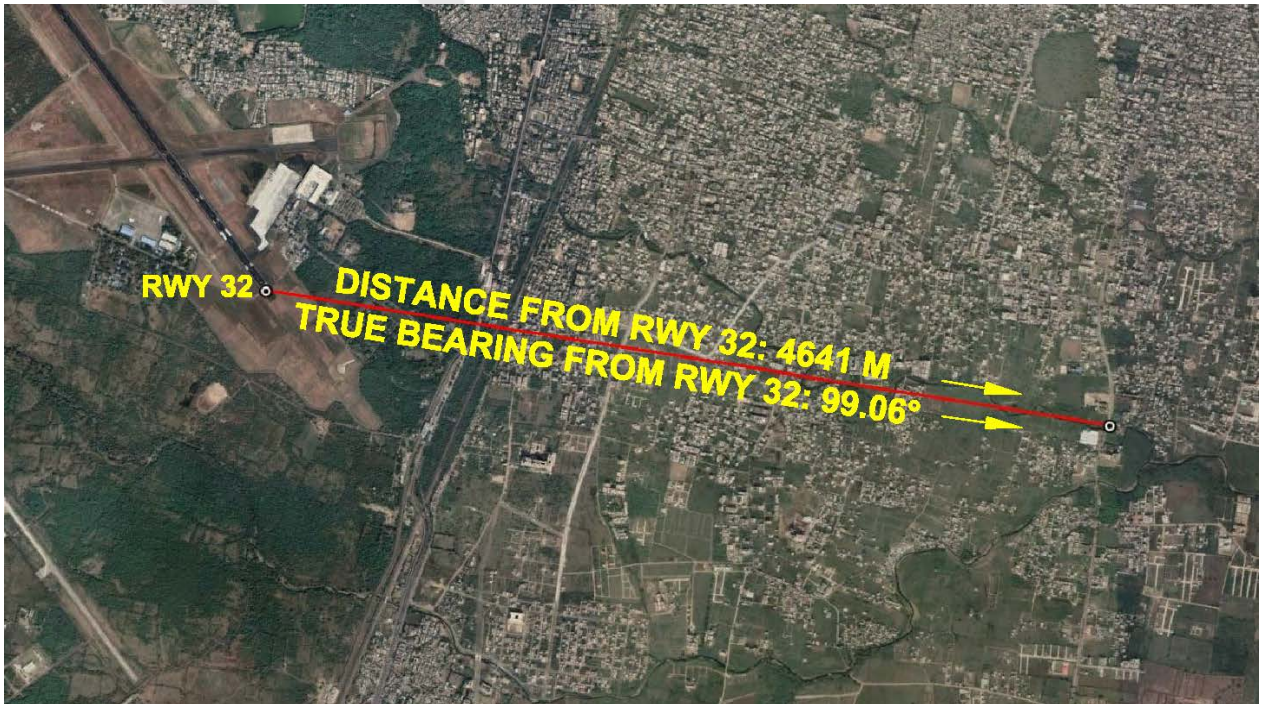 RWY 32
DISTANCE FROM RWY 32: 4641 M
TRUE BEARING FROM RWY 32: 99.06°